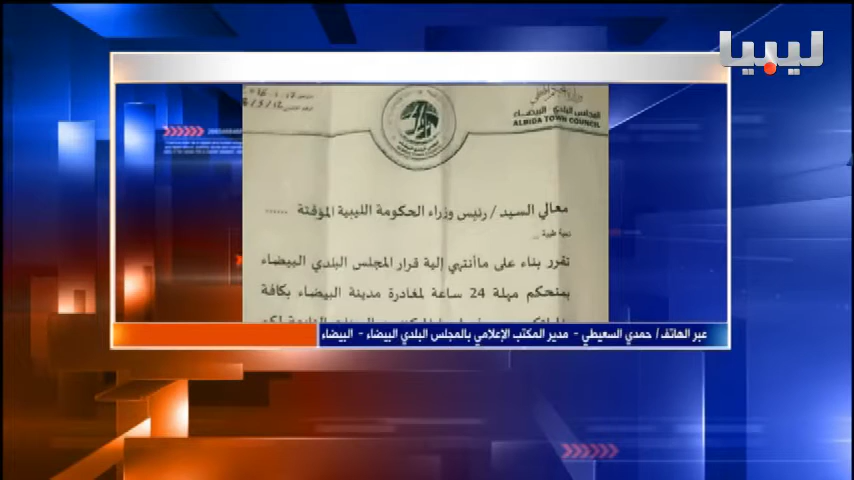 ليبيا
المجلس البلدي البيضاء
ALBIDA TOWN COUNCIL
معالي السيد / رئيس وزراء الحكومة الليبية المؤقتة ......
تحية طيبة ...
تقرر بناء على ماأنتهي إلية قرار المجلس البلدي البيضاء
بمنحكم مهلة 24 ساعة لمغادرة مدينة البيضاء بكافة
عبر الهاتف / حمدي السعيطي - مدير المكتب الإعلامي بالمجلس البلدي البيضاء - البيضاء